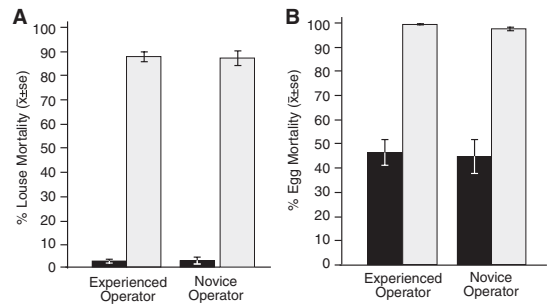 A
% Louse Mortality (x̄±se)
100
90
80
70
60
50
40
30
20
10
0
Experienced
Operator
Novice
Operator
B
% Egg Mortality (x̄±se)
100
90
80
70
60
50
40
30
20
10
0
Experienced
Operator
Novice
Operator